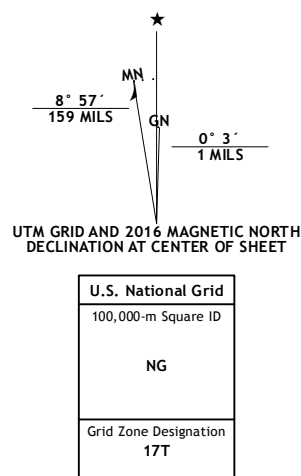 ★
MN
GN
8° 57´
159 MILS
0° 3´
1 MILS
UTM GRID AND 2016 MAGNETIC NORTH
DECLINATION AT CENTER OF SHEET
U.S. National Grid
100,000-m Square ID
NG
Grid Zone Designation
17T